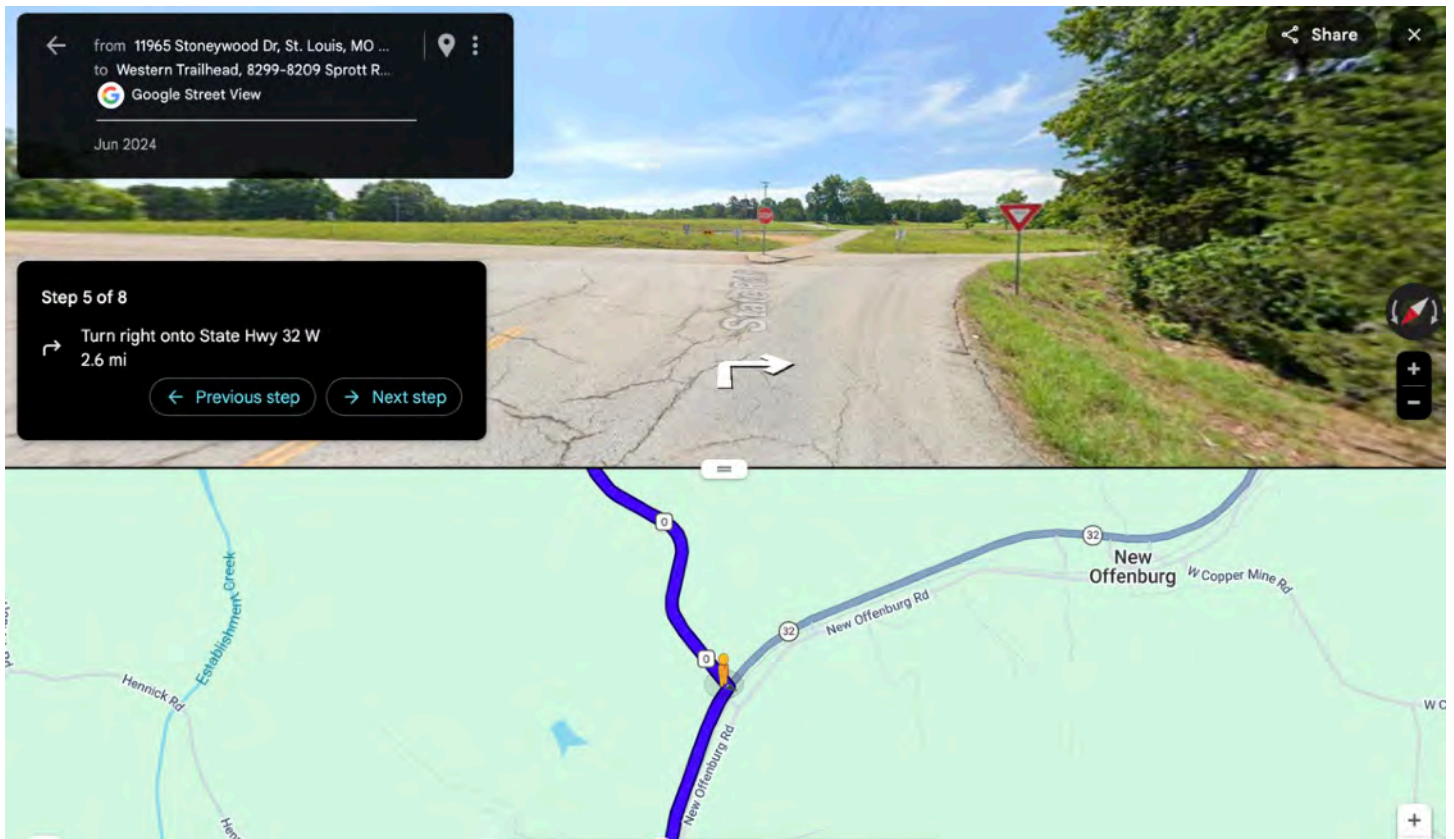 from 11965 Stoneywood Dr, St. Louis, MO ...
to Western Trailhead, 8299-8209 Sprott R...
Google Street View
Jun 2024
Share
STOP
Step 5 of 8
Turn right onto State Hwy 32 W
2.6 mi
Previous step
Next step
+
−
0
32
New
Offenburg
W Copper Mine Rd
Establishment Creek
New Offenburg Rd
32
0
Hennick Rd
W C
New Offenburg Rd
+